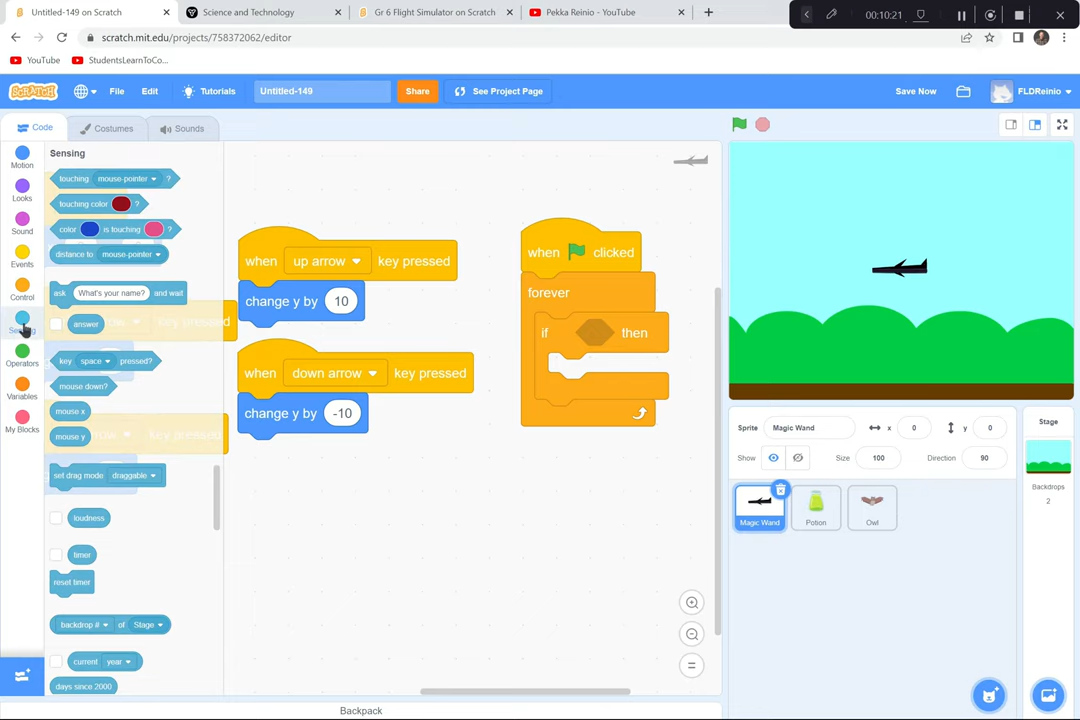 Untitled-149 on Scratch
Science and Technology
Gr 6 Flight Simulator on Scratch
Pekka Reinio - YouTube
00:10:21
scratch.mit.edu/projects/758372062/editor
YouTube
StudentsLearnToCo...
SCRATCH
File
Edit
Tutorials
Untitled-149
Share
See Project Page
Save Now
FLDReinio
Code
Costumes
Sounds
Motion
Looks
Sound
Events
Control
Operators
Variables
My Blocks
Sensing
touching mouse-pointer ?
touching color ?
color is touching ?
distance to mouse-pointer
ask What's your name? and wait
answer
key space pressed?
mouse down?
mouse x
mouse y
set drag mode draggable
loudness
timer
reset timer
backdrop # of Stage
current year
days since 2000
when up arrow key pressed
change y by 10
when down arrow key pressed
change y by -10
when clicked
forever
if then
Sprite Magic Wand x 0 y 0
Show Size 100 Direction 90
Magic Wand
Potion
Owl
Stage
Backdrops
2
Backpack